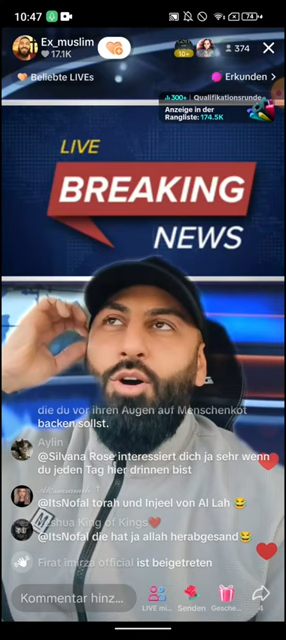 10:47
74
Ex_muslim
17.1K
10+
374
Beliebte LIVEs
Erkunden >
300+ | Qualifikationsrunde
Anzeige in der
Rangliste: 174.5K
LIVE
BREAKING
NEWS
die du vor ihren Augen auf Menschenkot
backen sollst.
Aylin
@Silvana Rose interessiert dich ja sehr wenn
du jeden Tag hier drinnen bist
@ItsNofal torah und Injeel von Al Lah 😂
Yeshua King of Kings❤️
@ItsNofal die hat ja allah herabgesand😂
Firat imirza official ist beigetreten
Kommentar hinz...
LIVE mi...
Senden
Gesche...
4